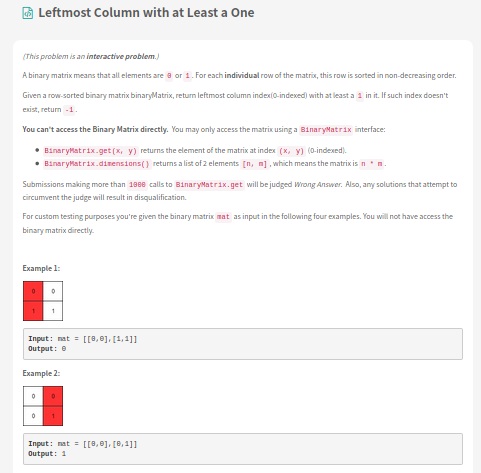 Leftmost Column with at Least a One
(This problem is an interactive problem.)
A binary matrix means that all elements are 0 or 1. For each individual row of the matrix, this row is sorted in non-decreasing order.
Given a row-sorted binary matrix binaryMatrix, return leftmost column index(0-indexed) with at least a 1 in it. If such index doesn't
exist, return -1.
You can't access the Binary Matrix directly. You may only access the matrix using a BinaryMatrix interface:
• BinaryMatrix.get(x, y) returns the element of the matrix at index (x, y) (0-indexed).
• BinaryMatrix.dimensions() returns a list of 2 elements [n, m], which means the matrix is n * m.
Submissions making more than 1000 calls to BinaryMatrix.get will be judged Wrong Answer. Also, any solutions that attempt to
circumvent the judge will result in disqualification.
For custom testing purposes you're given the binary matrix mat as input in the following four examples. You will not have access the
binary matrix directly.
Example 1:
0 0
1 1
Input: mat = [[0,0],[1,1]]
Output: 0
Example 2:
0 0
0 1
Input: mat = [[0,0],[0,1]]
Output: 1